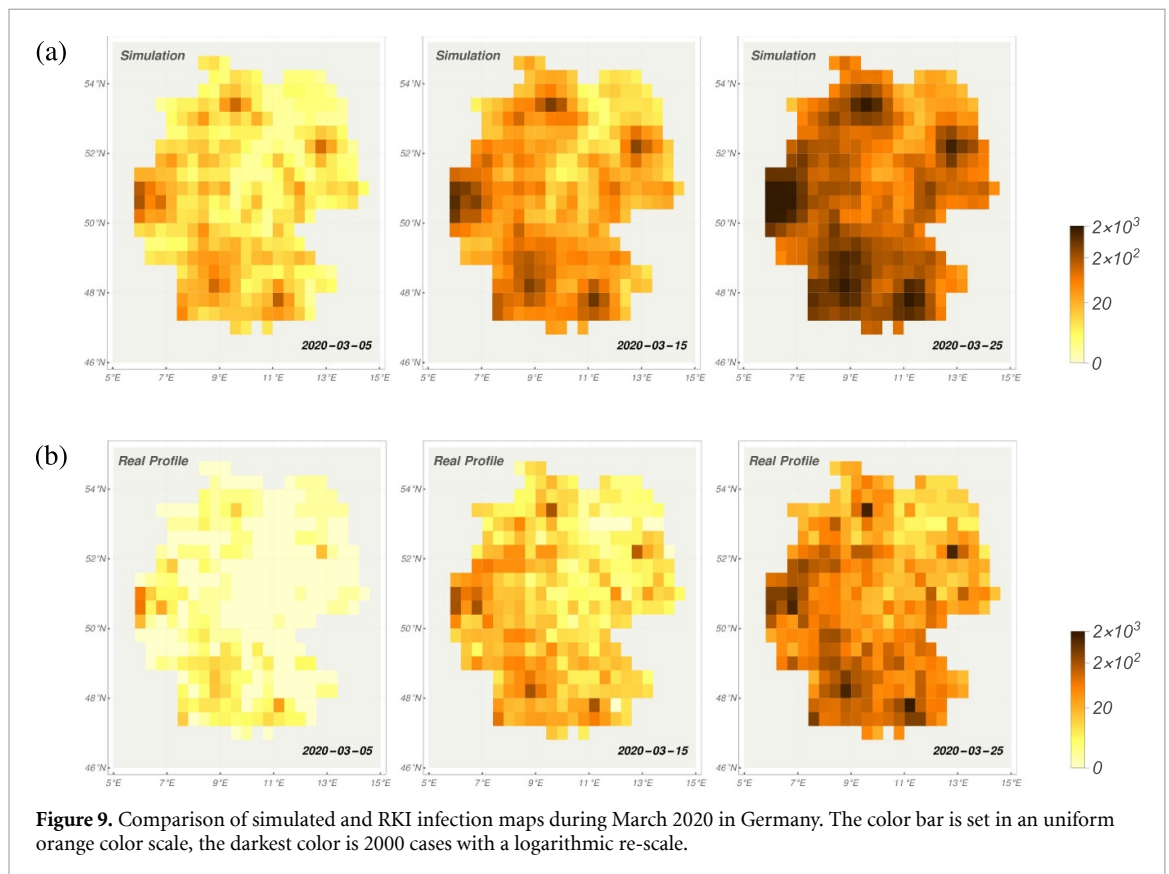 (a)
Simulation
Simulation
Simulation
54°N
52°N
50°N
48°N
46°N
2020-03-05
5°E 7°E 9°E 11°E 13°E 15°E
54°N
52°N
50°N
48°N
46°N
2020-03-15
5°E 7°E 9°E 11°E 13°E 15°E
54°N
52°N
50°N
48°N
46°N
2020-03-25
5°E 7°E 9°E 11°E 13°E 15°E
2×10³
2×10²
20
0
(b)
Real Profile
Real Profile
Real Profile
54°N
52°N
50°N
48°N
46°N
2020-03-05
5°E 7°E 9°E 11°E 13°E 15°E
54°N
52°N
50°N
48°N
46°N
2020-03-15
5°E 7°E 9°E 11°E 13°E 15°E
54°N
52°N
50°N
48°N
46°N
2020-03-25
5°E 7°E 9°E 11°E 13°E 15°E
2×10³
2×10²
20
0
Figure 9. Comparison of simulated and RKI infection maps during March 2020 in Germany. The color bar is set in an uniform
orange color scale, the darkest color is 2000 cases with a logarithmic re-scale.